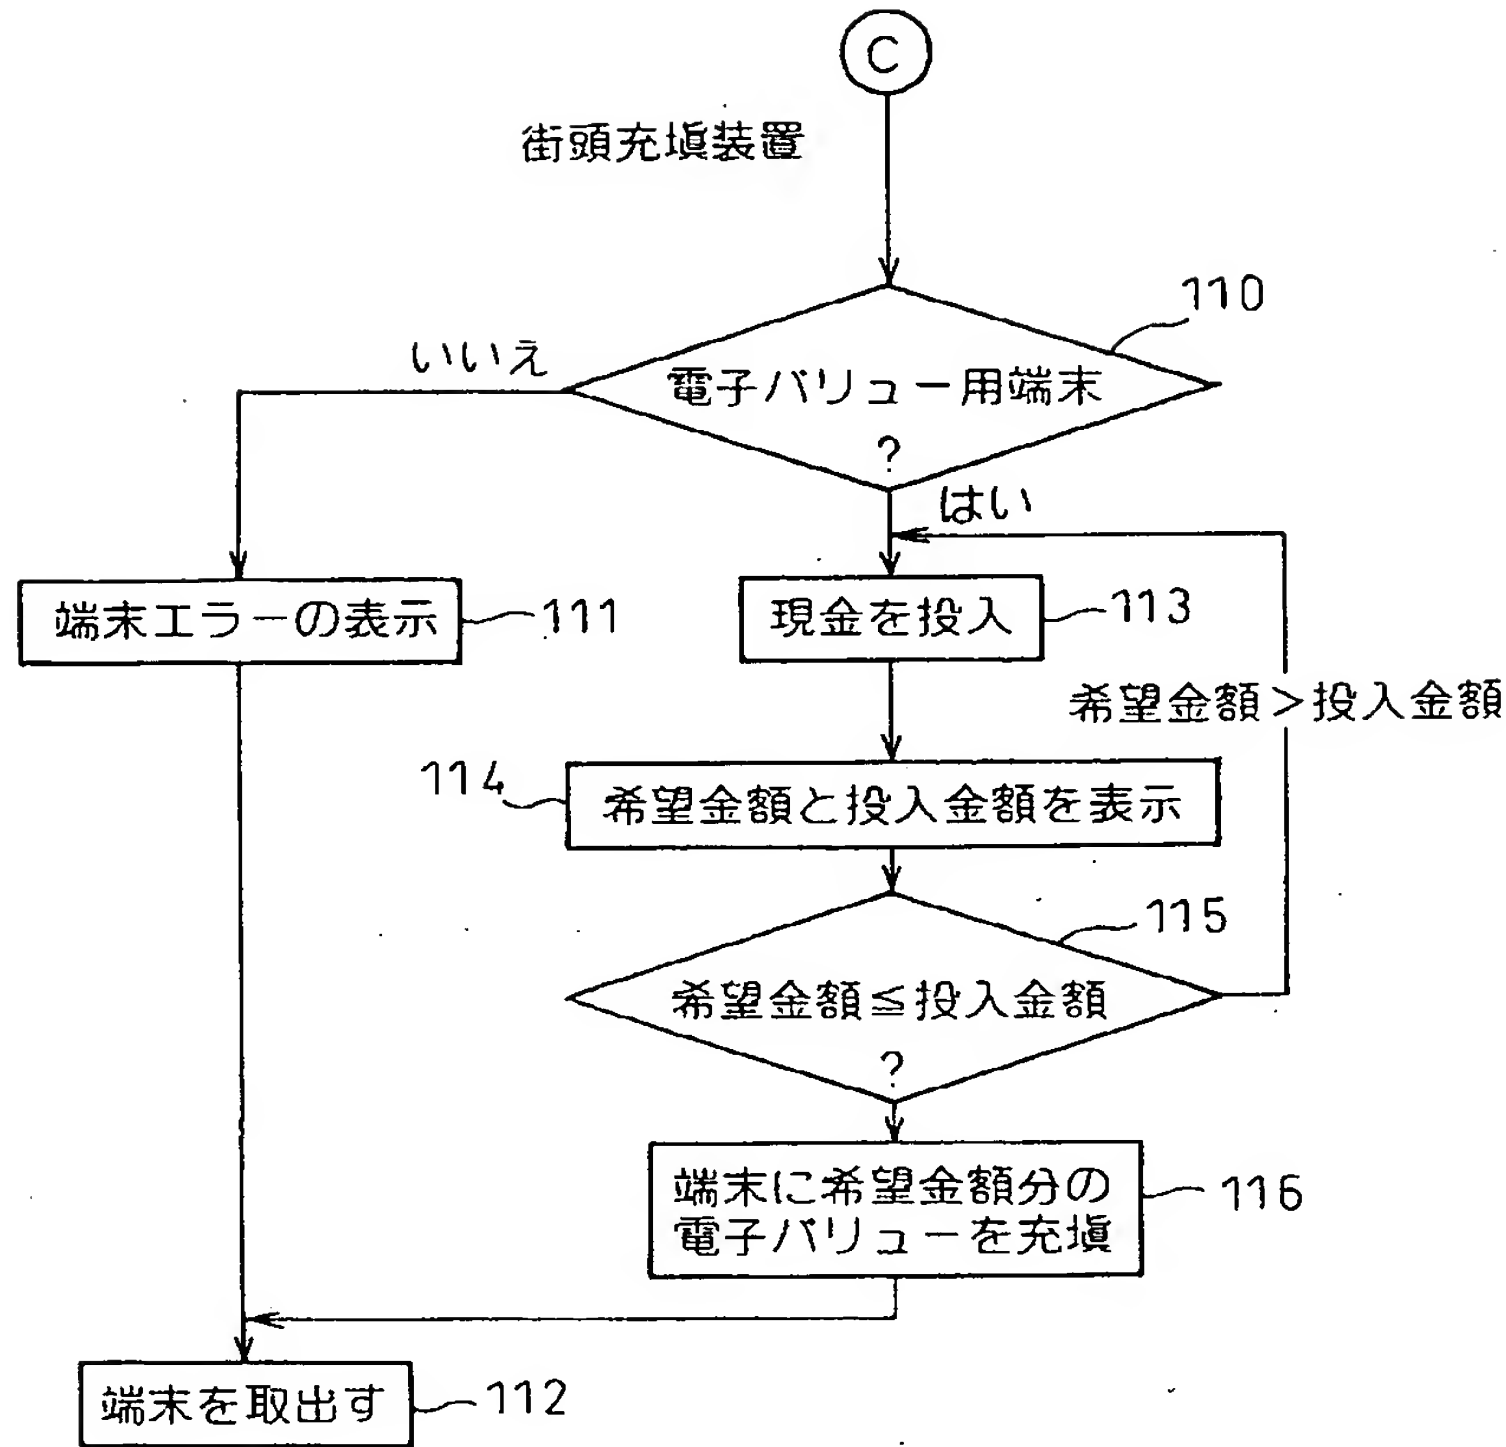 C
街頭充塡装置
110
いいえ
電子バリュー用端末
?
はい
端末エラーの表示
111
現金を投入
113
希望金額>投入金額
114
希望金額と投入金額を表示
115
希望金額≦投入金額
?
端末に希望金額分の
電子バリューを充塡
116
端末を取出す
112